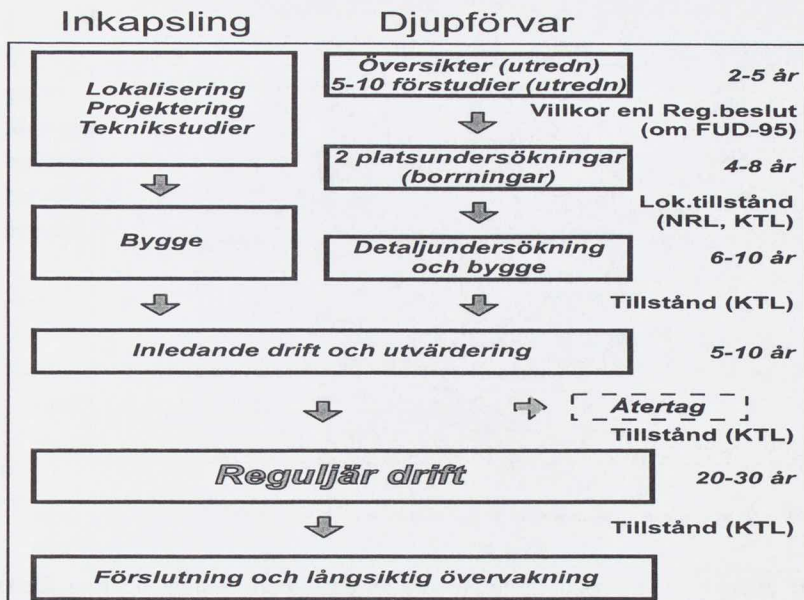 Inkapsling
Djupförvar
Lokalisering
Projektering
Teknikstudier
Översikter (utredn)
5-10 förstudier (utredn)
2-5 år
Villkor enl Reg.beslut
(om FUD-95)
2 platsundersökningar
(borrningar)
4-8 år
Lok.tillstånd
(NRL, KTL)
Bygge
Detaljundersökning
och bygge
6-10 år
Tillstånd (KTL)
Inledande drift och utvärdering
5-10 år
Återtag
Tillstånd (KTL)
Reguljär drift
20-30 år
Tillstånd (KTL)
Förslutning och långsiktig övervakning